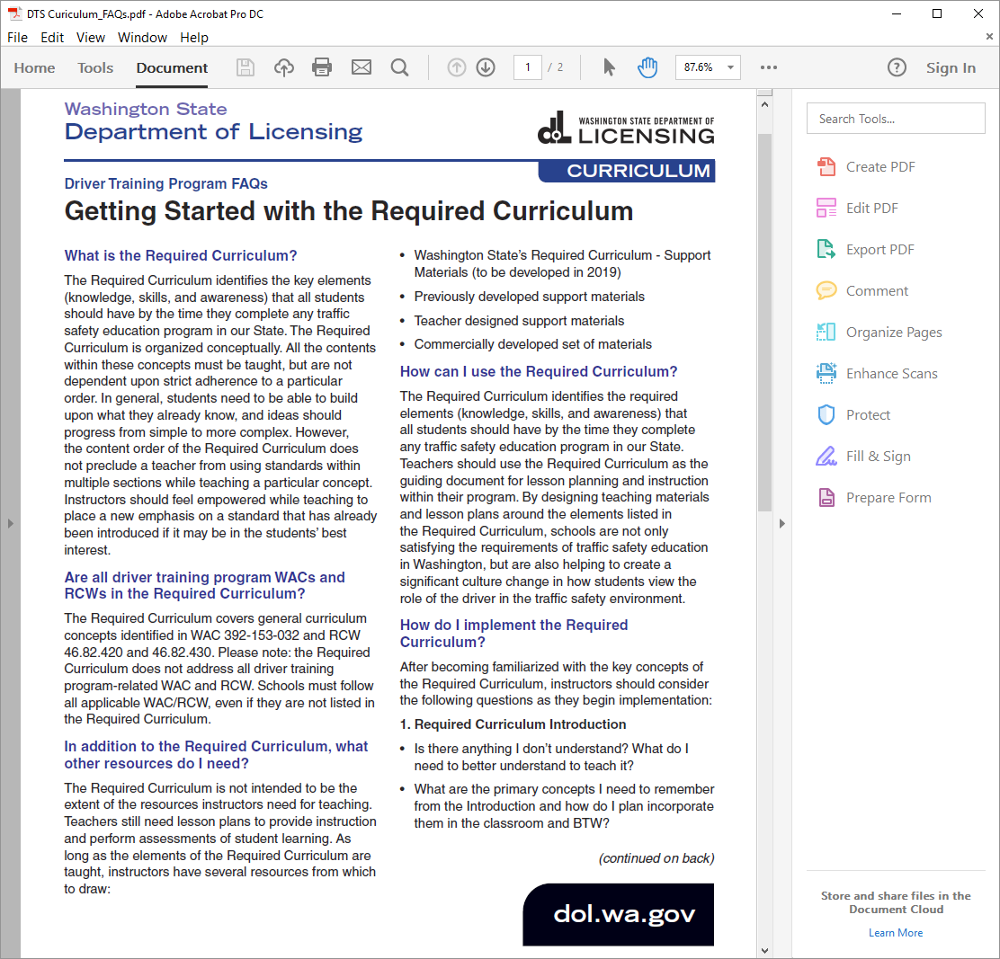 DTS Curiculum_FAQs.pdf - Adobe Acrobat Pro DC
File Edit View Window Help
Home Tools Document 1 / 2 87.6% Sign In
Washington State
Department of Licensing
WASHINGTON STATE DEPARTMENT OF
LICENSING
CURRICULUM
Driver Training Program FAQs
Getting Started with the Required Curriculum
What is the Required Curriculum?
The Required Curriculum identifies the key elements
(knowledge, skills, and awareness) that all students
should have by the time they complete any traffic
safety education program in our State. The Required
Curriculum is organized conceptually. All the contents
within these concepts must be taught, but are not
dependent upon strict adherence to a particular
order. In general, students need to be able to build
upon what they already know, and ideas should
progress from simple to more complex. However,
the content order of the Required Curriculum does
not preclude a teacher from using standards within
multiple sections while teaching a particular concept.
Instructors should feel empowered while teaching to
place a new emphasis on a standard that has already
been introduced if it may be in the students' best
interest.
Are all driver training program WACs and
RCWs in the Required Curriculum?
The Required Curriculum covers general curriculum
concepts identified in WAC 392-153-032 and RCW
46.82.420 and 46.82.430. Please note: the Required
Curriculum does not address all driver training
program-related WAC and RCW. Schools must follow
all applicable WAC/RCW, even if they are not listed in
the Required Curriculum.
In addition to the Required Curriculum, what
other resources do I need?
The Required Curriculum is not intended to be the
extent of the resources instructors need for teaching.
Teachers still need lesson plans to provide instruction
and perform assessments of student learning. As
long as the elements of the Required Curriculum are
taught, instructors have several resources from which
to draw:
• Washington State's Required Curriculum - Support
Materials (to be developed in 2019)
• Previously developed support materials
• Teacher designed support materials
• Commercially developed set of materials
How can I use the Required Curriculum?
The Required Curriculum identifies the required
elements (knowledge, skills, and awareness) that
all students should have by the time they complete
any traffic safety education program in our State.
Teachers should use the Required Curriculum as the
guiding document for lesson planning and instruction
within their program. By designing teaching materials
and lesson plans around the elements listed in
the Required Curriculum, schools are not only
satisfying the requirements of traffic safety education
in Washington, but are also helping to create a
significant culture change in how students view the
role of the driver in the traffic safety environment.
How do I implement the Required
Curriculum?
After becoming familiarized with the key concepts of
the Required Curriculum, instructors should consider
the following questions as they begin implementation:
1. Required Curriculum Introduction
• Is there anything I don't understand? What do I
need to better understand to teach it?
• What are the primary concepts I need to remember
from the Introduction and how do I plan incorporate
them in the classroom and BTW?
(continued on back)
dol.wa.gov
Search Tools...
Create PDF
Edit PDF
Export PDF
Comment
Organize Pages
Enhance Scans
Protect
Fill & Sign
Prepare Form
Store and share files in the
Document Cloud
Learn More